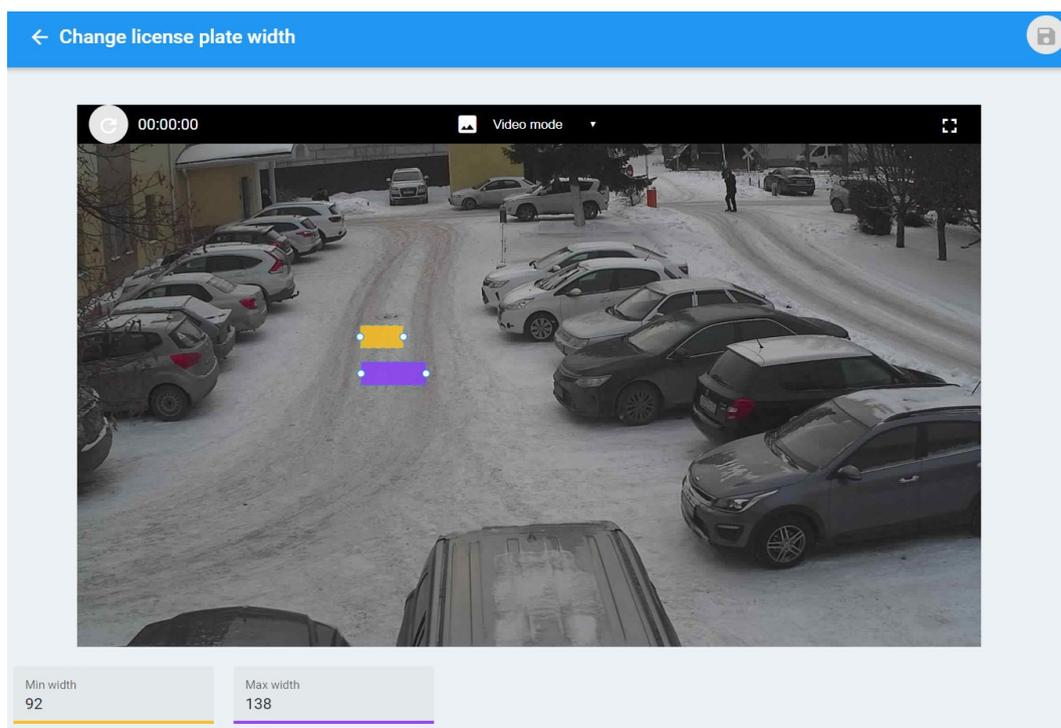 Change license plate width
00:00:00
Video mode
Min width
92
Max width
138